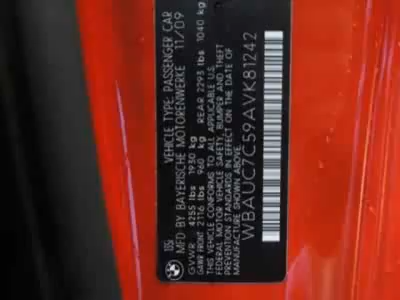 VEHICLE TYPE: PASSENGER CAR
MFD BY BAYERISCHE MOTORENWERKE 11/09
GVWR: 4255 lbs 1930 kg
GAWR FRONT 2116 lbs 960 kg REAR 2293 lbs 1040 kg
THIS VEHICLE CONFORMS TO ALL APPLICABLE
FEDERAL MOTOR VEHICLE SAFETY, BUMPER, AND THEFT
PREVENTION STANDARDS IN EFFECT ON THE DATE OF
MANUFACTURE SHOWN ABOVE
WBAUC7C59AVK81242